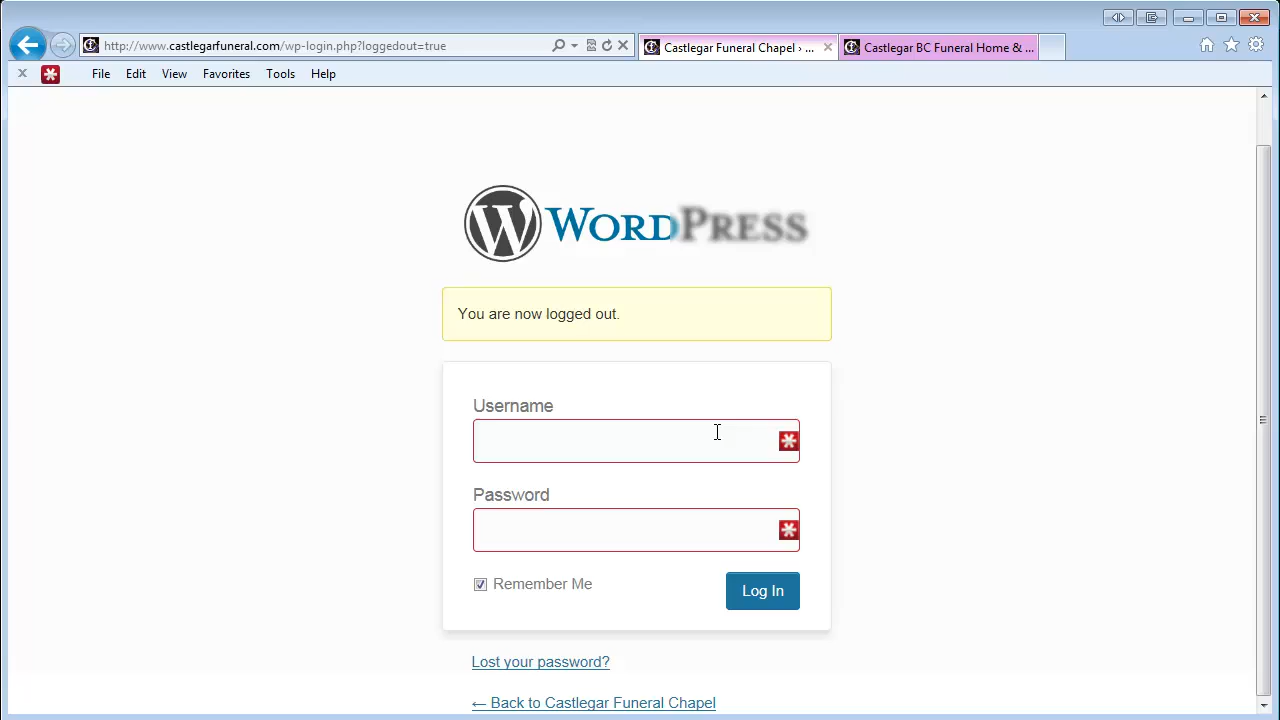 http://www.castlegarfuneral.com/wp-login.php?loggedout=true
Castlegar Funeral Chapel › ...
Castlegar BC Funeral Home & ...
File Edit View Favorites Tools Help
WORDPRESS
You are now logged out.
Username
Password
Remember Me
Log In
Lost your password?
← Back to Castlegar Funeral Chapel